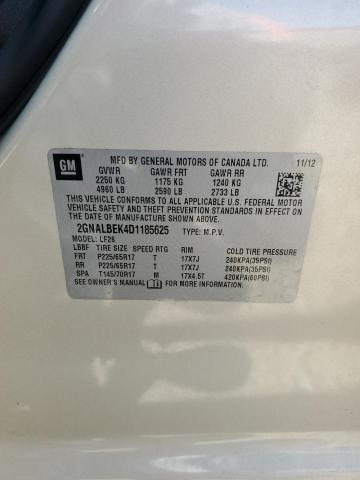 GM
MFD BY GENERAL MOTORS OF CANADA LTD. 11/12
GVWR GAWR FRT GAWR RR
2250 KG 1175 KG 1240 KG
4960 LB 2590 LB 2733 LB
THIS VEHICLE CONFORMS TO ALL APPLICABLE U.S. FEDERAL MOTOR
VEHICLE SAFETY AND THEFT PREVENTION STANDARDS IN EFFECT
ON THE DATE OF MANUFACTURE SHOWN ABOVE.
2GNALBEK4D1185625 TYPE: M.P.V.
MODEL: LF26
LBBF TIRE SIZE SPEED RTG RIM COLD TIRE PRESSURE
FRT P225/65R17 T 17X7J 240KPA(35PSI)
RR P225/65R17 T 17X7J 240KPA(35PSI)
SPA T145/70R17 M 17X4.5T 420KPA(60PSI)
SEE OWNER'S MANUAL FOR ADDITIONAL INFORMATION